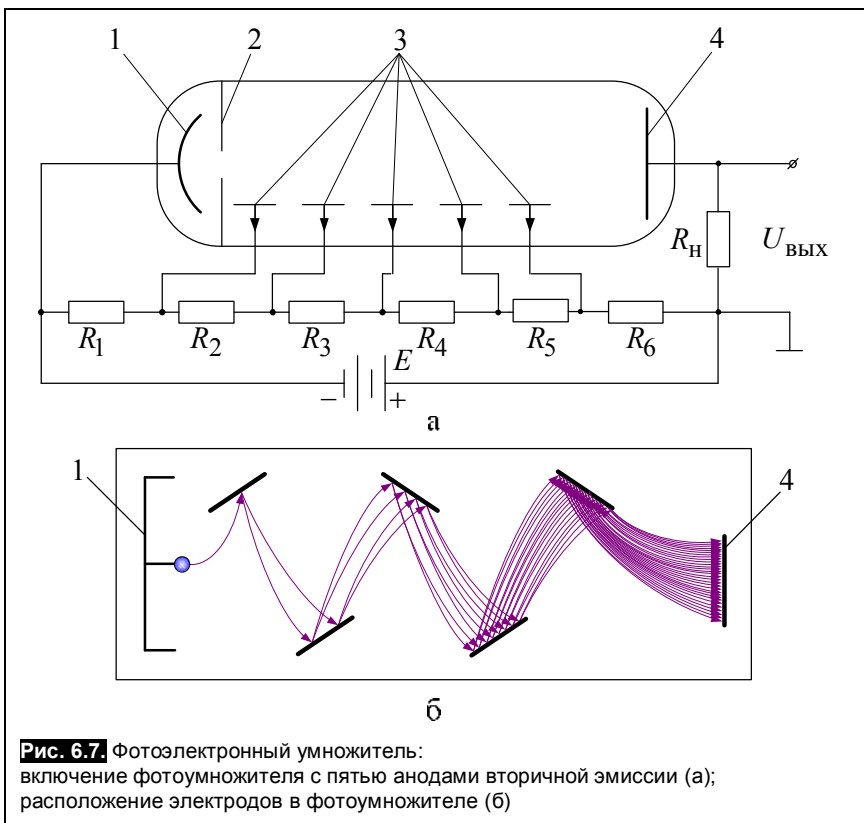 1 2 3 4
Rн Uвых
R1 R2 R3 R4 R5 R6
E
− +
а
1 4
б
Рис. 6.7. Фотоэлектронный умножитель:
включение фотоумножителя с пятью анодами вторичной эмиссии (а);
расположение электродов в фотоумножителе (б)